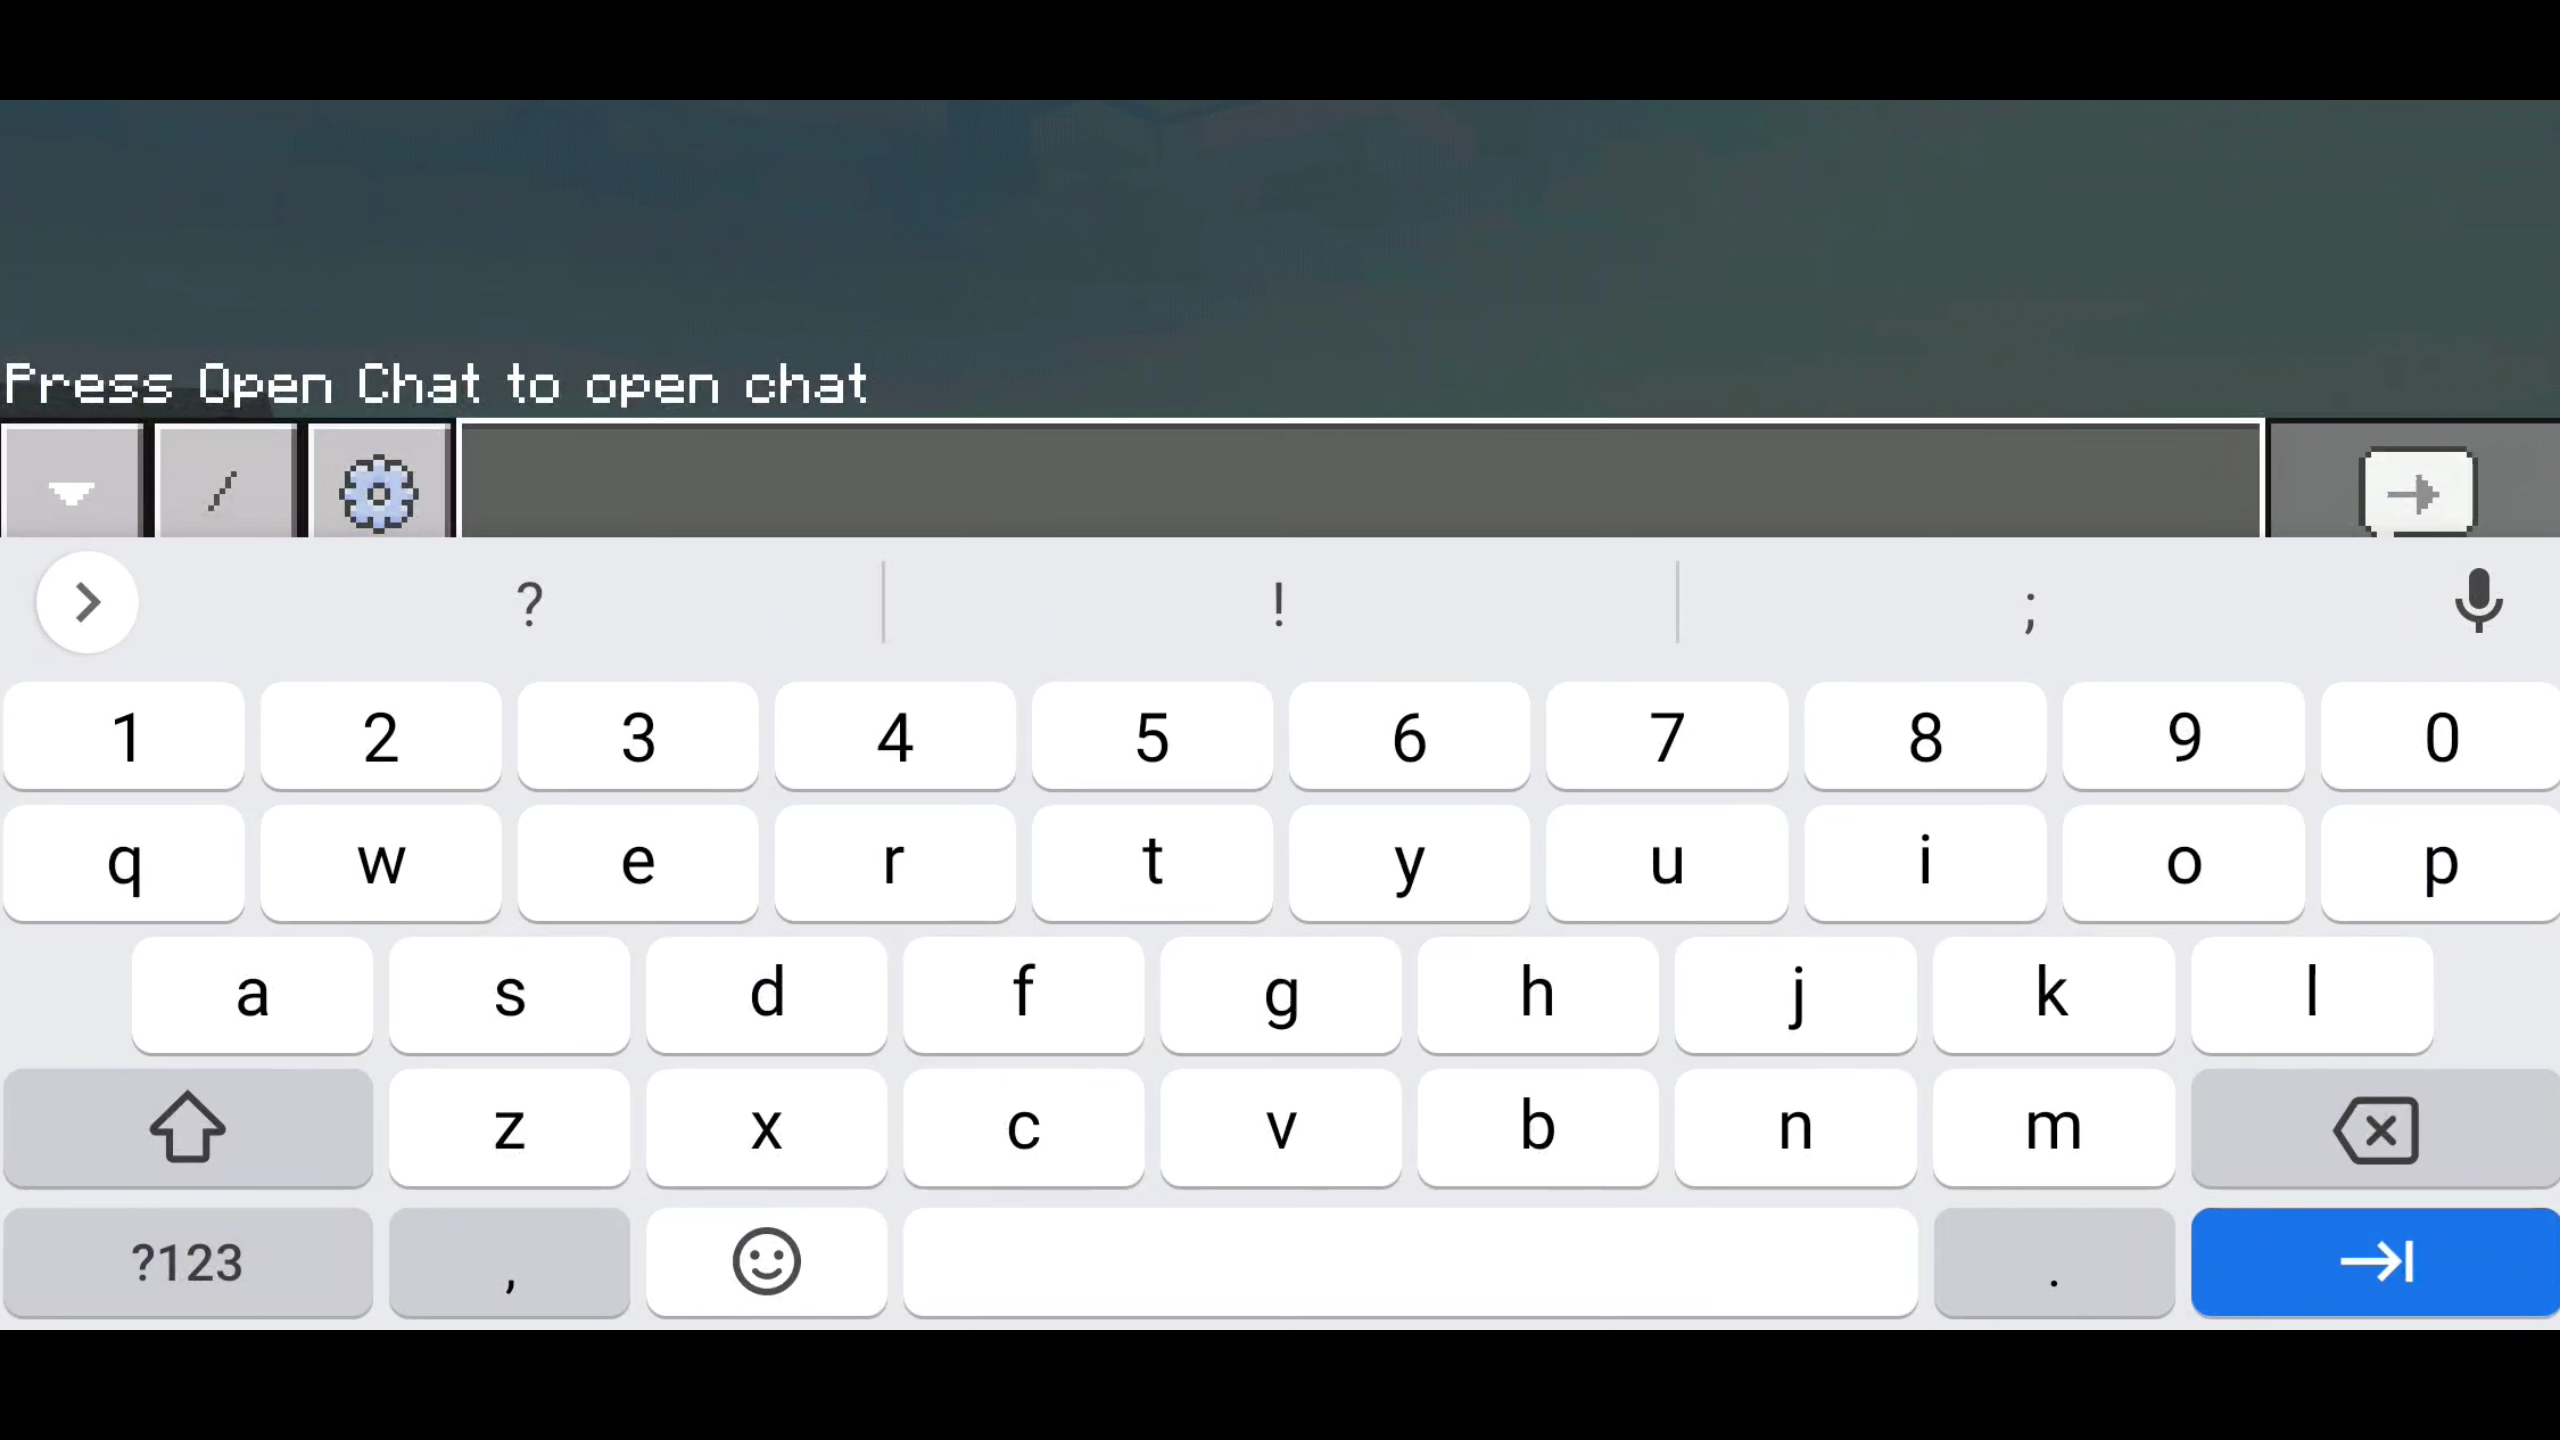 Press Open Chat to open chat
/
? ! ;
1 2 3 4 5 6 7 8 9 0
q w e r t y u i o p
a s d f g h j k l
z x c v b n m
?123 , .